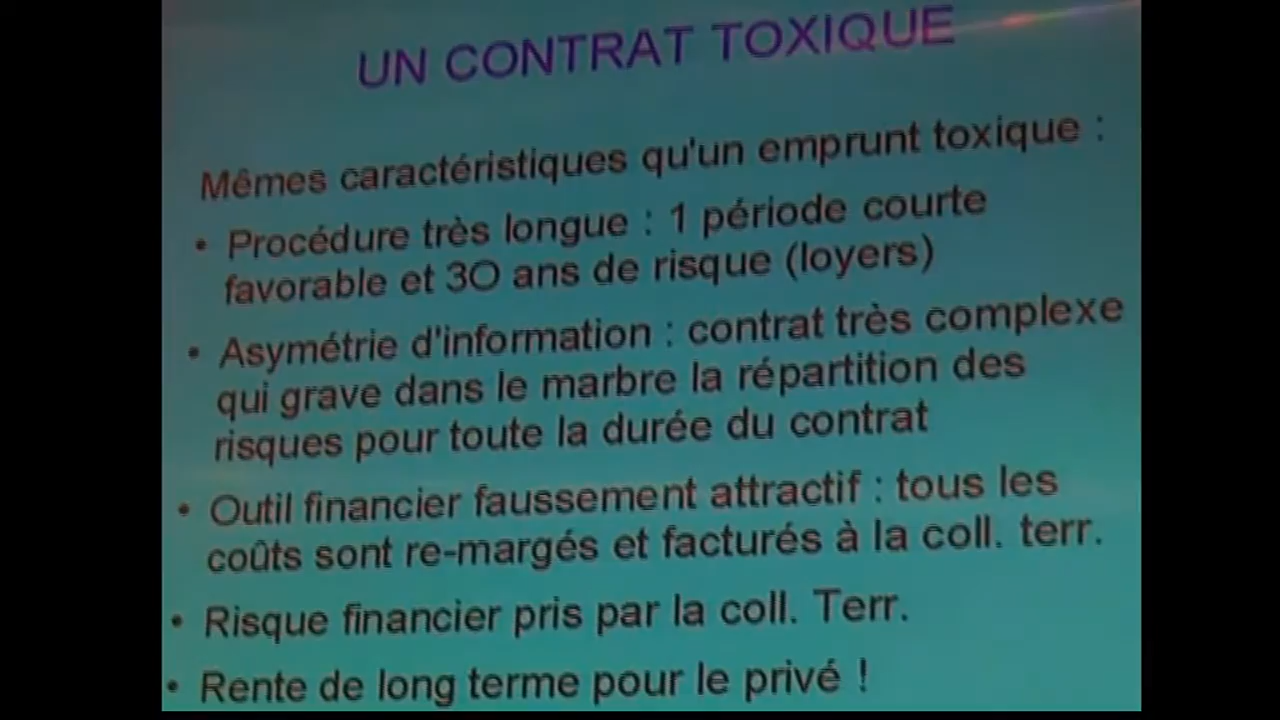 UN CONTRAT TOXIQUE
Mêmes caractéristiques qu'un emprunt toxique :
• Procédure très longue : 1 période courte
favorable et 3O ans de risque (loyers)
• Asymétrie d'information : contrat très complexe
qui grave dans le marbre la répartition des
risques pour toute la durée du contrat
• Outil financier faussement attractif : tous les
coûts sont re-margés et facturés à la coll. terr.
• Risque financier pris par la coll. Terr.
• Rente de long terme pour le privé !